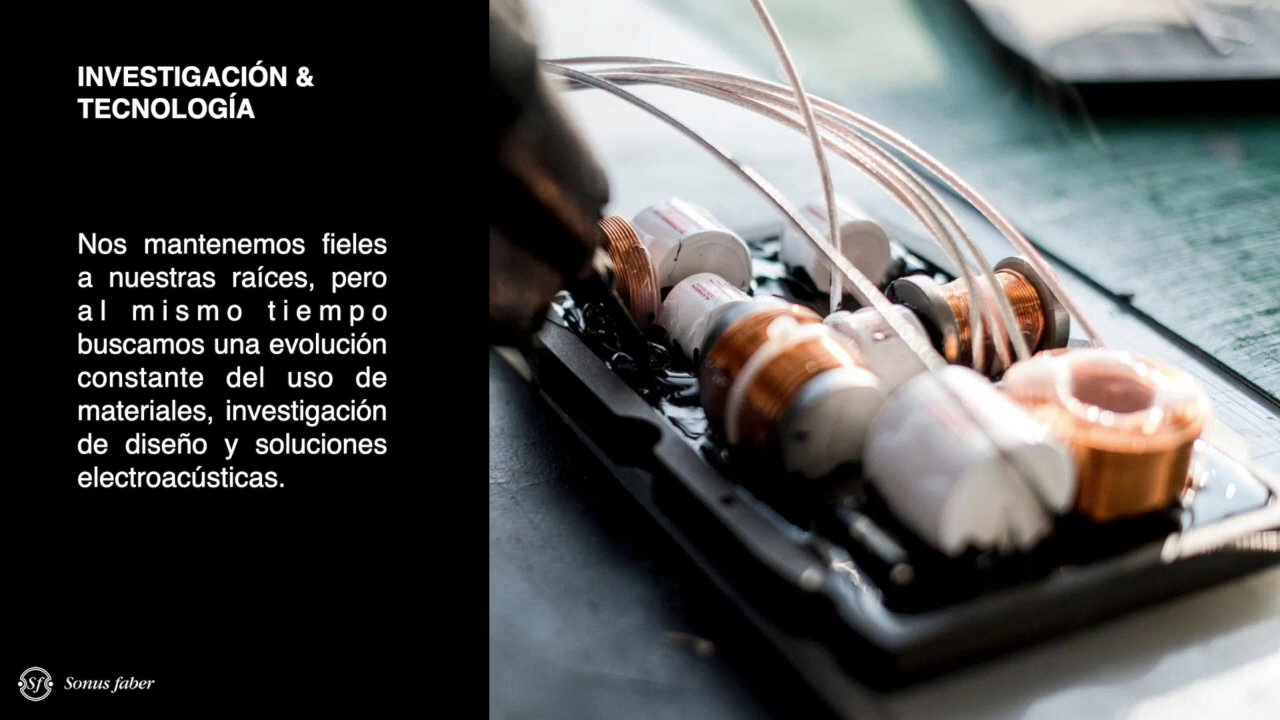 INVESTIGACIÓN &
TECNOLOGÍA
Nos mantenemos fieles
a nuestras raíces, pero
al mismo tiempo
buscamos una evolución
constante del uso de
materiales, investigación
de diseño y soluciones
electroacústicas.
Sf Sonus faber